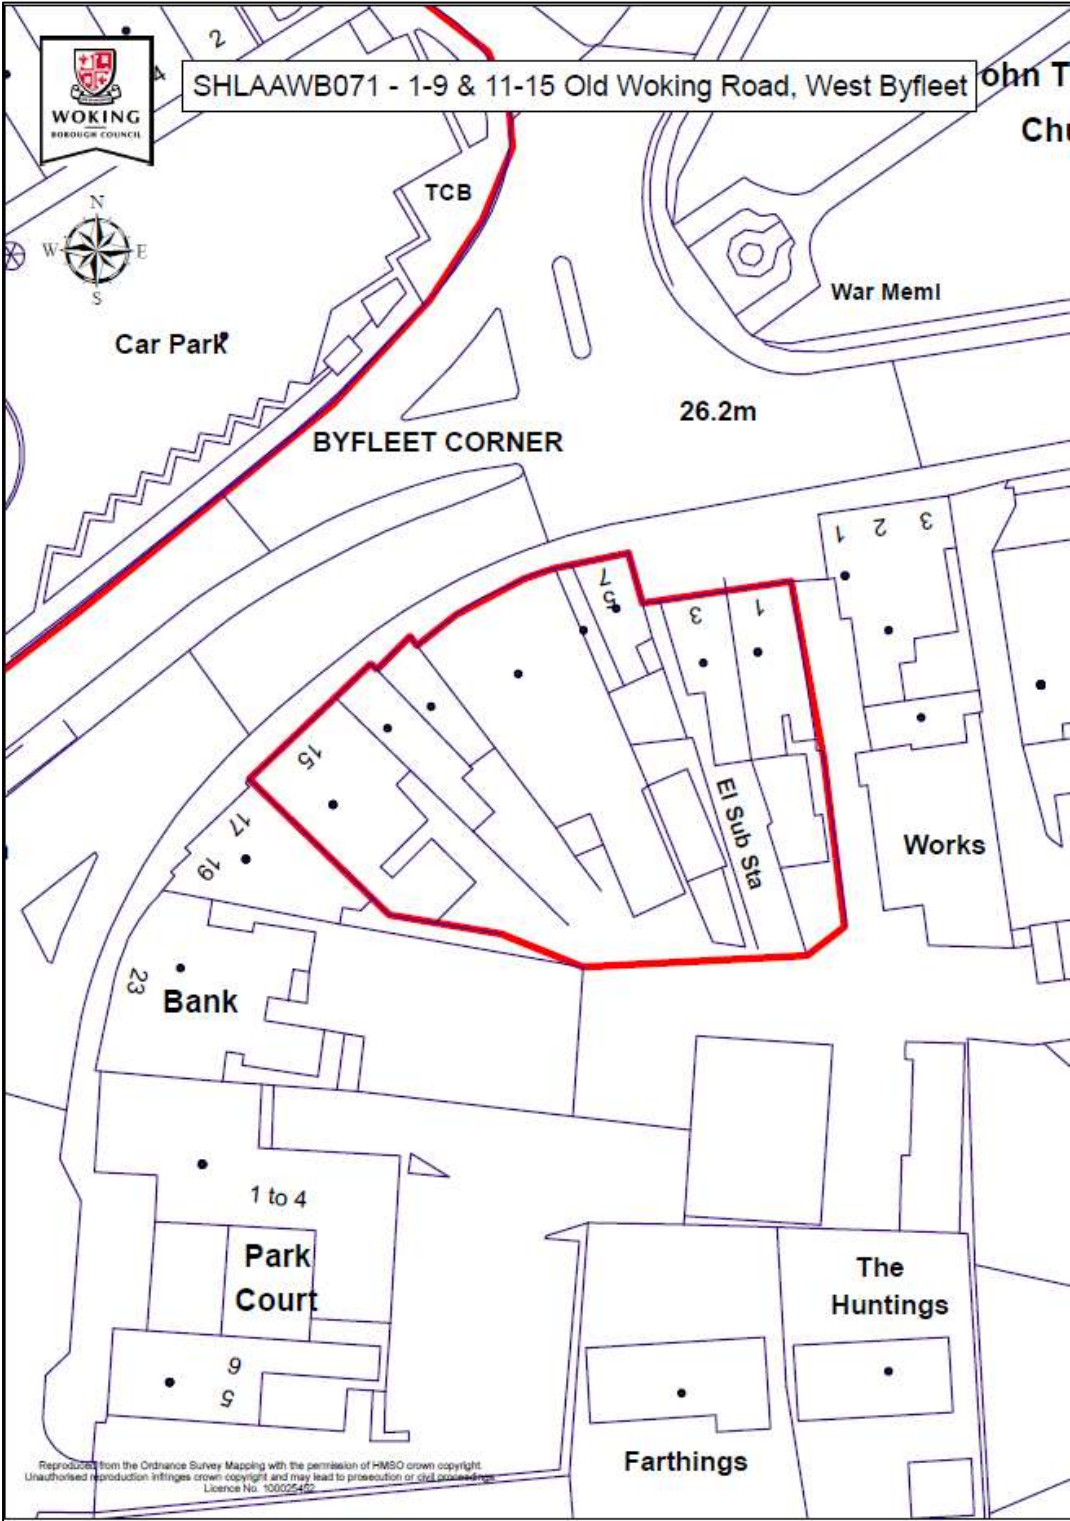 2
4
SHLAAWB071 - 1-9 & 11-15 Old Woking Road, West Byfleet
ohn T
Chu
WOKING
BOROUGH COUNCIL
N
W E
S
TCB
War Meml
Car Park
26.2m
BYFLEET CORNER
1 2 3
7
5
3
1
15
El Sub Sta
17
19
Works
23
Bank
1 to 4
Park
Court
The
Huntings
6
5
Farthings
Reproduced from the Ordnance Survey Mapping with the permission of HMSO crown copyright.
Unauthorised reproduction infringes crown copyright and may lead to prosecution or civil proceedings
Licence No. 100025452